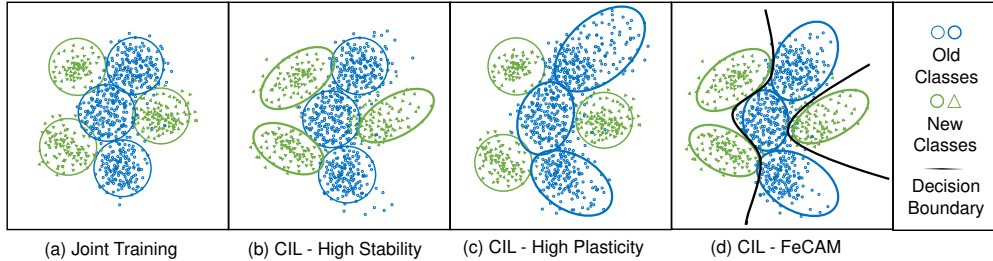 Old
Classes
New
Classes
Decision
Boundary
(a) Joint Training
(b) CIL - High Stability
(c) CIL - High Plasticity
(d) CIL - FeCAM